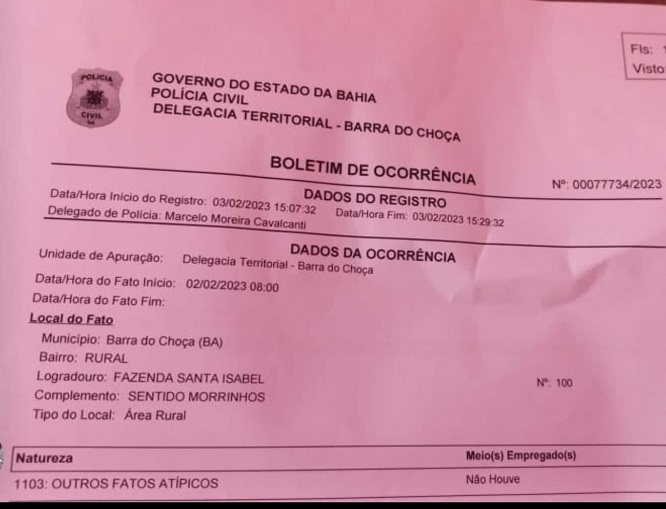 Fls:
Visto
POLÍCIA
CIVIL
BA
GOVERNO DO ESTADO DA BAHIA
POLÍCIA CIVIL
DELEGACIA TERRITORIAL - BARRA DO CHOÇA
BOLETIM DE OCORRÊNCIA
Nº: 00077734/2023
DADOS DO REGISTRO
Data/Hora Início do Registro: 03/02/2023 15:07:32 Data/Hora Fim: 03/02/2023 15:29:32
Delegado de Polícia: Marcelo Moreira Cavalcanti
DADOS DA OCORRÊNCIA
Unidade de Apuração: Delegacia Territorial - Barra do Choça
Data/Hora do Fato Início: 02/02/2023 08:00
Data/Hora do Fato Fim:
Local do Fato
Município: Barra do Choça (BA)
Bairro: RURAL
Logradouro: FAZENDA SANTA ISABEL Nº: 100
Complemento: SENTIDO MORRINHOS
Tipo do Local: Área Rural
Natureza Meio(s) Empregado(s)
1103: OUTROS FATOS ATÍPICOS Não Houve